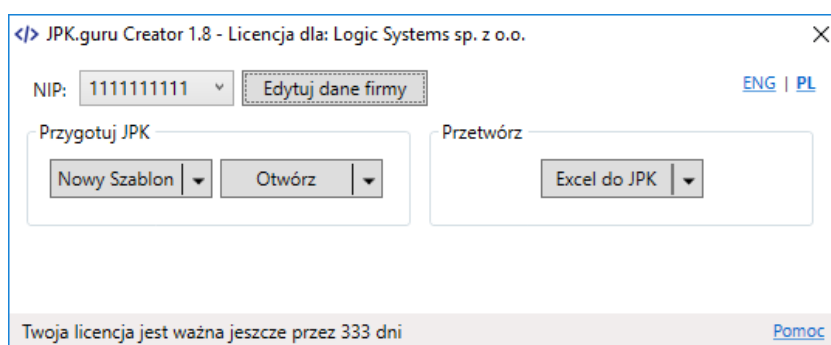 </> JPK.guru Creator 1.8 - Licencja dla: Logic Systems sp. z o.o.
NIP: 1111111111 Edytuj dane firmy ENG | PL
Przygotuj JPK Przetwórz
Nowy Szablon Otwórz Excel do JPK
Twoja licencja jest ważna jeszcze przez 333 dni Pomoc